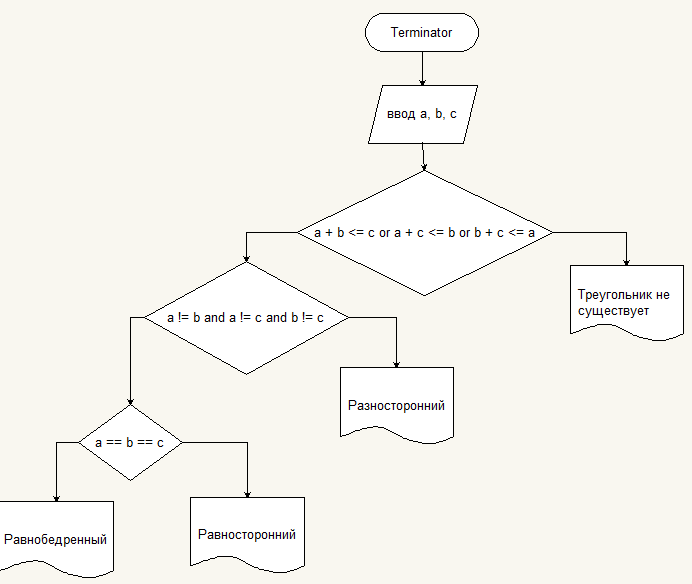 Terminator
ввод a, b, c
a + b <= c or a + c <= b or b + c <= a
Треугольник не
существует
a != b and a != c and b != c
Разносторонний
a == b == c
Равнобедренный
Равносторонний